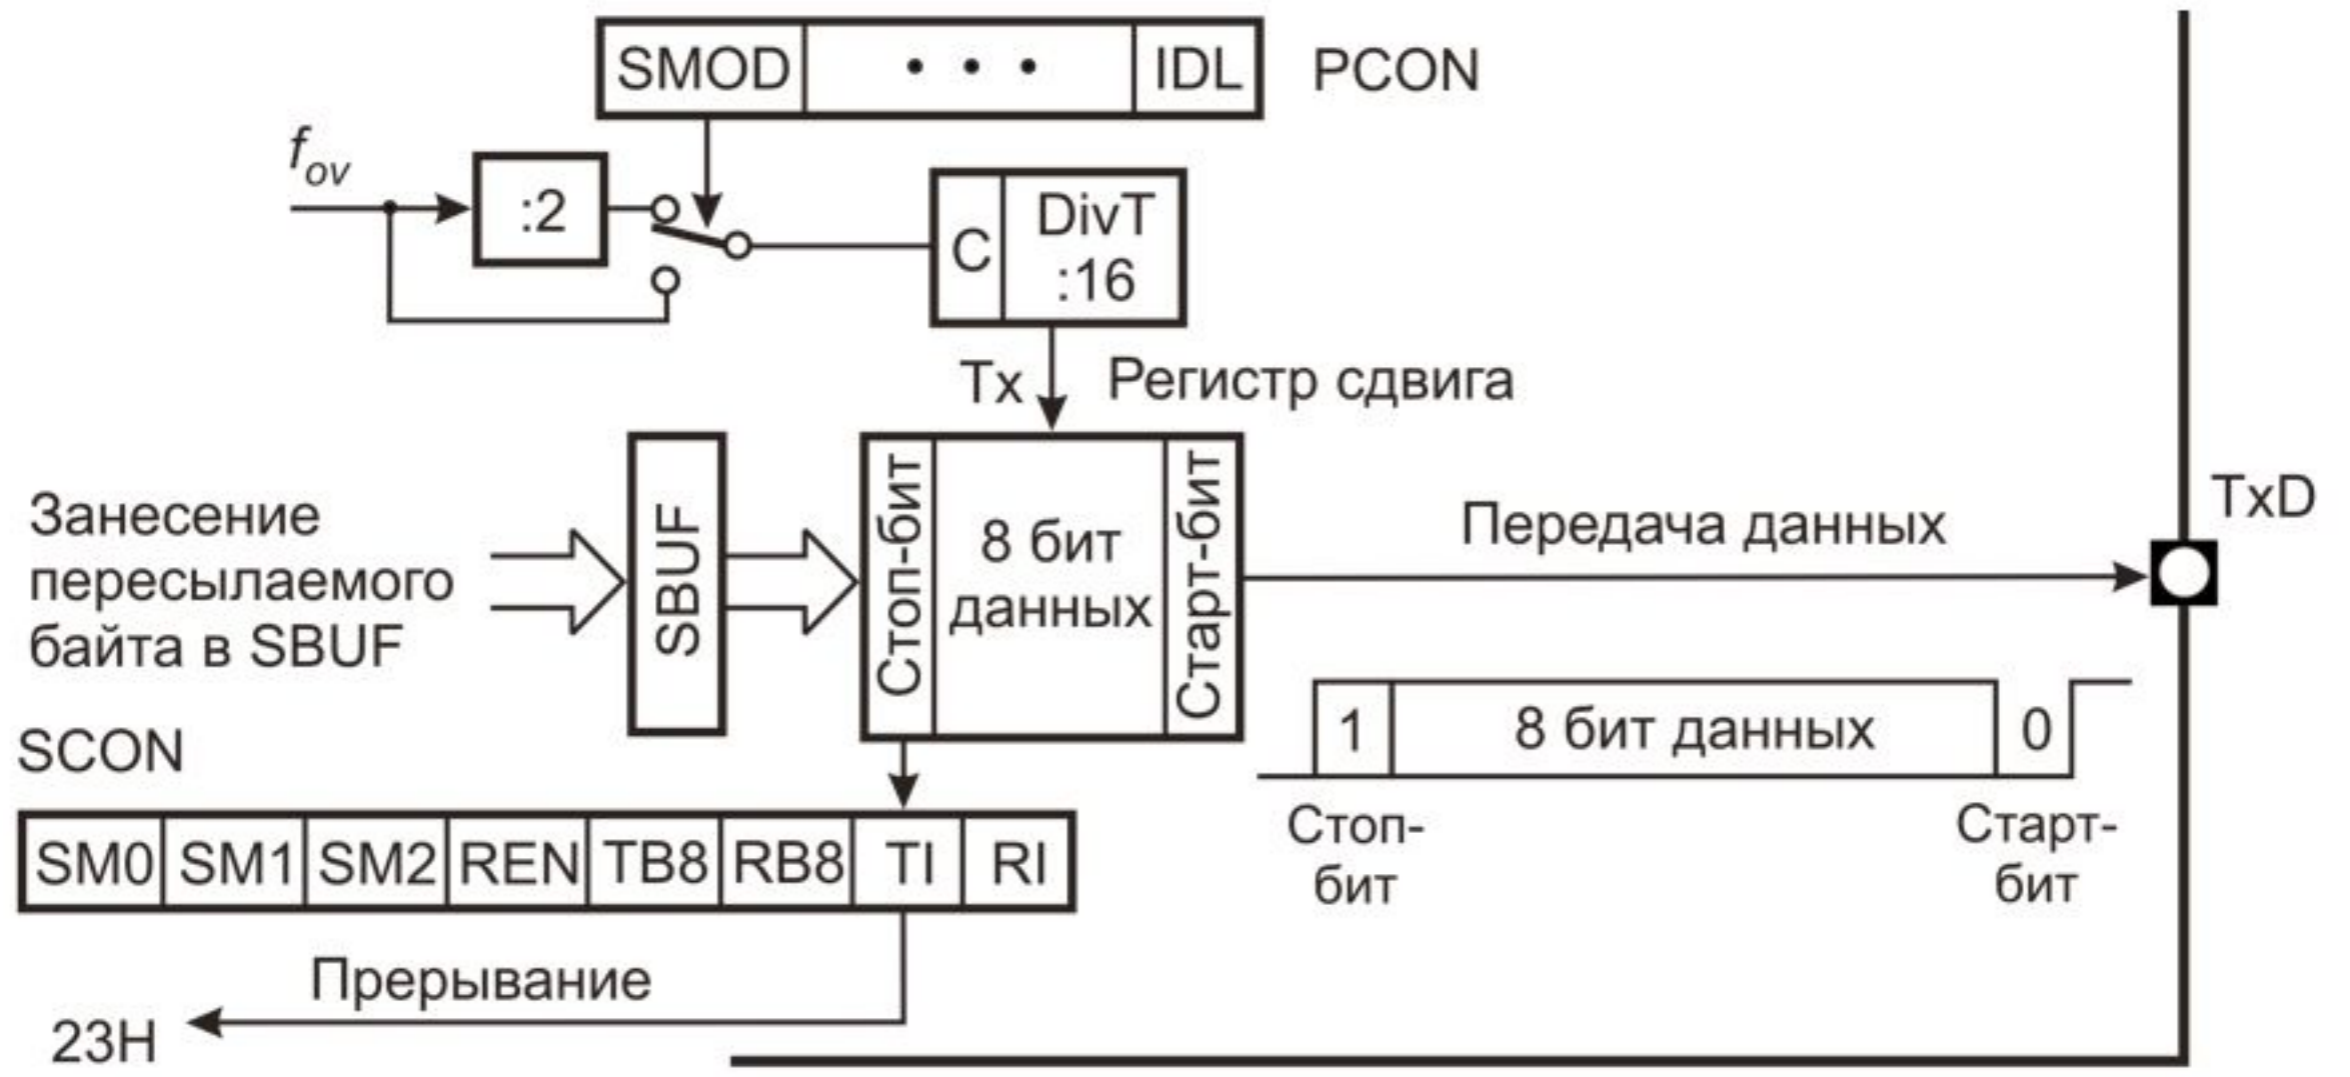 SMOD • • • IDL PCON
fov
:2
C DivT
:16
Tx Регистр сдвига
Занесение
пересылаемого
байта в SBUF
SBUF
Стоп-бит
8 бит
данных
Старт-бит
Передача данных
TxD
1 8 бит данных 0
Стоп-
бит
Старт-
бит
SCON
SM0 SM1 SM2 REN TB8 RB8 TI RI
Прерывание
23H